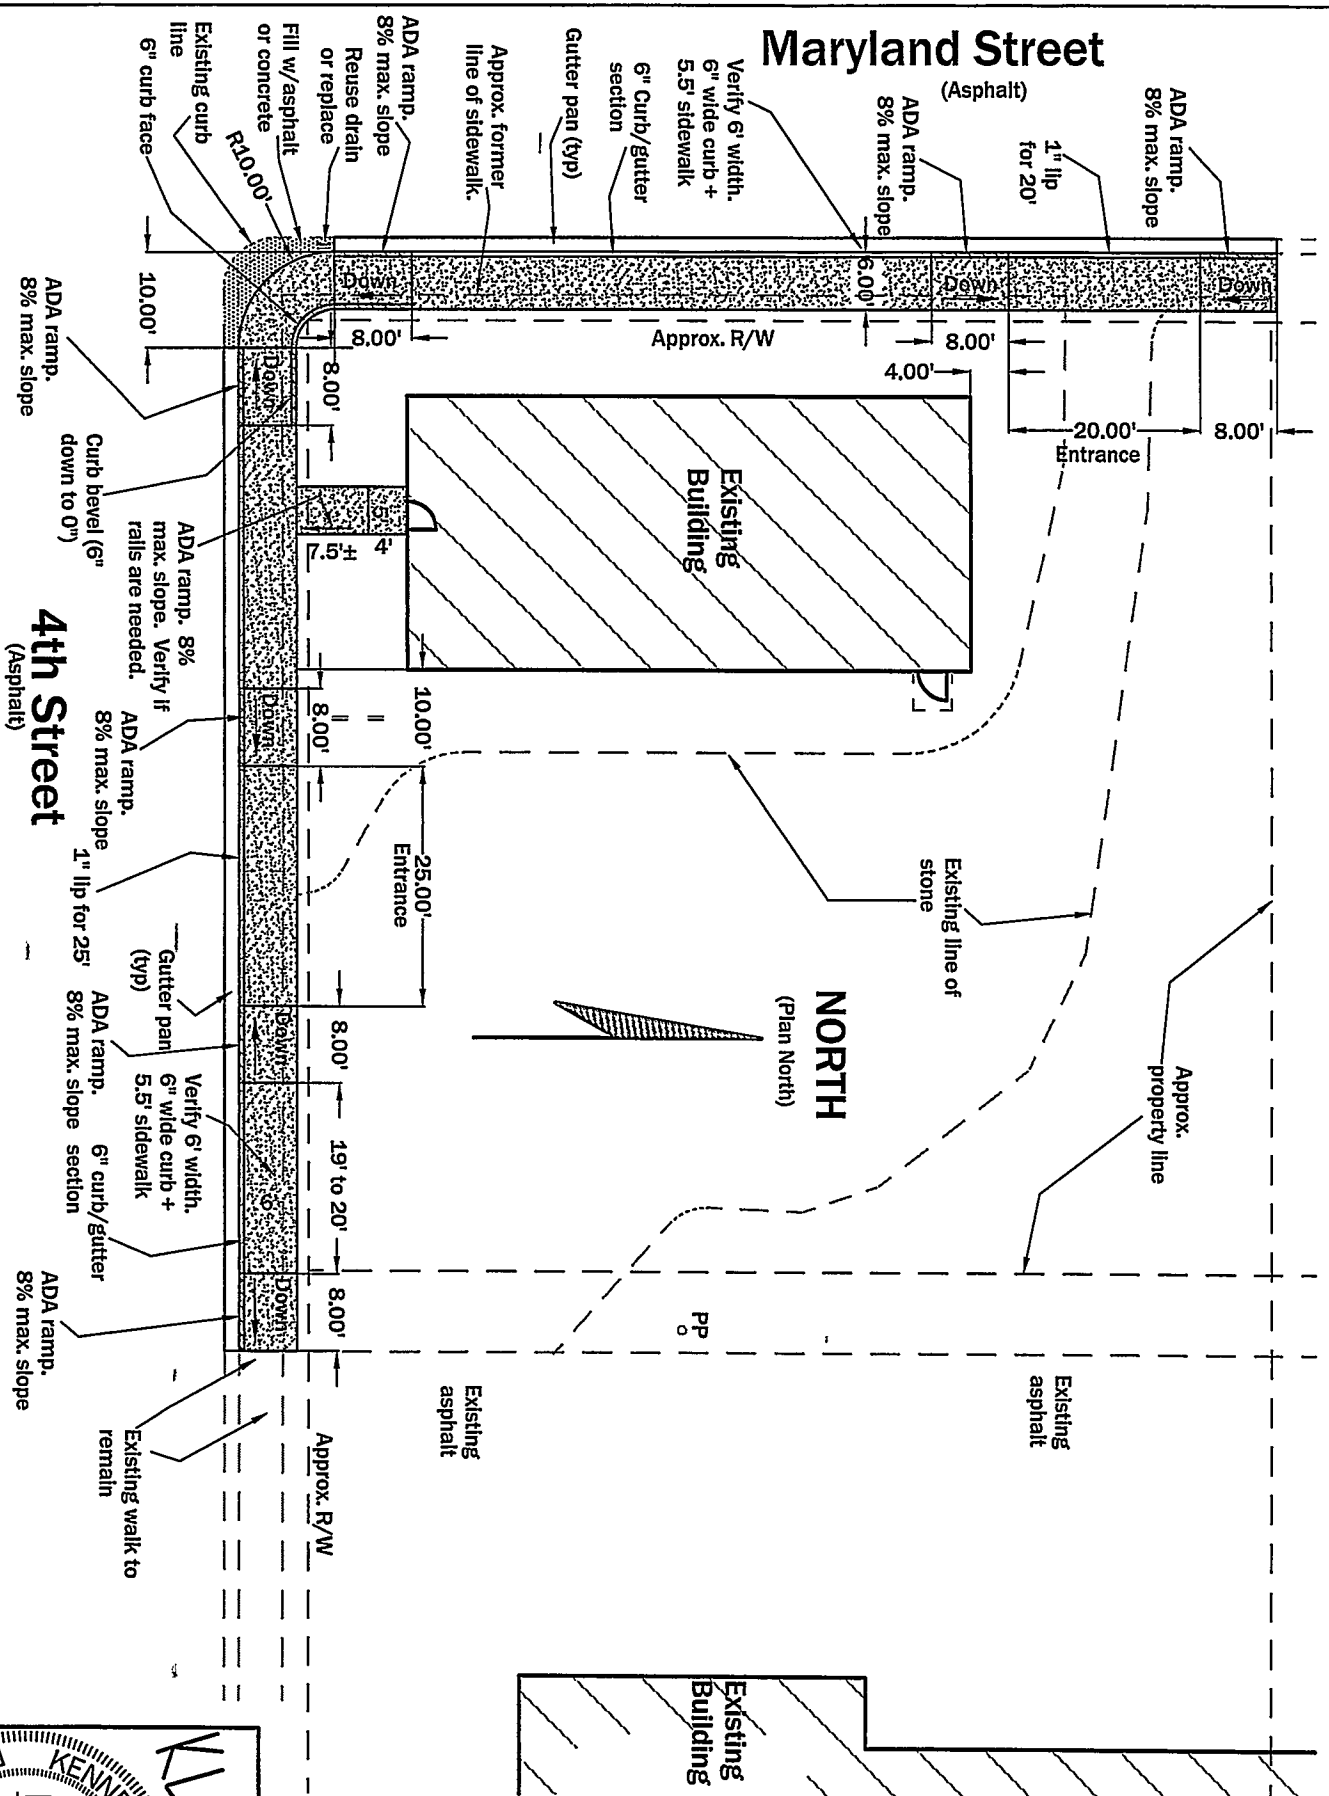 Maryland Street
(Asphalt)
ADA ramp.
8% max. slope
1" lip
for 20'
ADA ramp.
8% max. slope
Verify 6' width.
6" wide curb +
5.5' sidewalk
6" Curb/gutter
section
Gutter pan (typ)
Approx. former
line of sidewalk.
ADA ramp.
8% max. slope
Reuse drain
or replace
Fill w/asphalt
or concrete
Existing curb
line
R10.00'
6" curb face
10.00'
Down
8.00'
Approx. R/W
6.00'
Down
8.00'
4.00'
20.00'
Entrance
8.00'
Down
ADA ramp.
8% max. slope
Down
8.00'
Curb bevel (6"
down to 0")
Existing
Building
5'
7.5'±
4'
ADA ramp. 8%
max. slope. Verify if
rails are needed.
4th Street
(Asphalt)
ADA ramp.
8% max. slope
Down
8.00'
10.00'
25.00'
Entrance
1" lip for 25'
Existing line of
stone
NORTH
(Plan North)
Gutter pan
(typ)
ADA ramp.
8% max. slope
Down
8.00'
Verify 6' width.
6" wide curb +
5.5' sidewalk
6'
19' to 20'
6" curb/gutter
section
Approx.
property line
Down
8.00'
ADA ramp.
8% max. slope
PP
Existing
asphalt
Existing
asphalt
Existing walk to
remain
Approx. R/W
Existing
Building